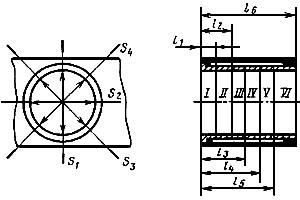 S₄
S₂
S₃
S₁
l₆
l₂
l₁
I II III IV V VI
l₃
l₄
l₅